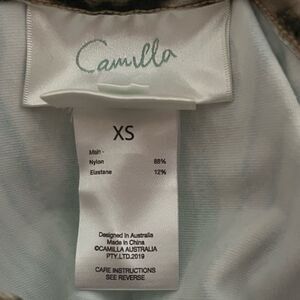 Camilla
XS
Main -
Nylon 88%
Elastane 12%
Designed in Australia
Made in China
©CAMILLA AUSTRALIA
PTY.LTD.2019
CARE INSTRUCTIONS
SEE REVERSE